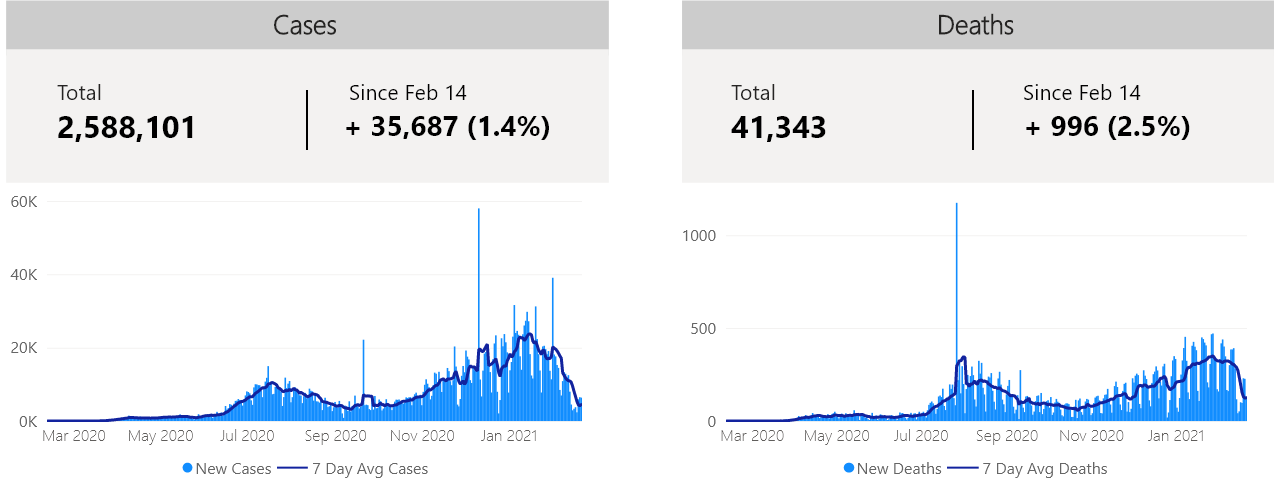 Cases
Total
2,588,101
Since Feb 14
+ 35,687 (1.4%)
60K
40K
20K
0K
Mar 2020 May 2020 Jul 2020 Sep 2020 Nov 2020 Jan 2021
New Cases 7 Day Avg Cases
Deaths
Total
41,343
Since Feb 14
+ 996 (2.5%)
1000
500
0
Mar 2020 May 2020 Jul 2020 Sep 2020 Nov 2020 Jan 2021
New Deaths 7 Day Avg Deaths